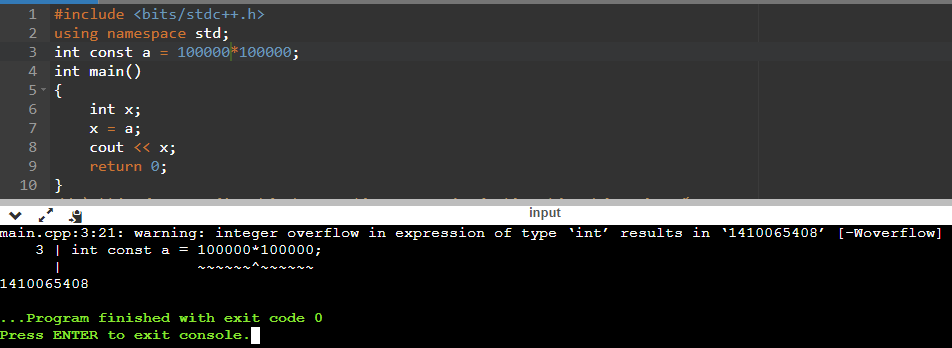 1 #include <bits/stdc++.h>
2 using namespace std;
3 int const a = 100000*100000;
4 int main()
5 {
6     int x;
7     x = a;
8     cout << x;
9     return 0;
10 }
input
main.cpp:3:21: warning: integer overflow in expression of type ‘int’ results in ‘1410065408’ [-Woverflow]
    3 | int const a = 100000*100000;
      |               ~~~~~~^~~~~~~
1410065408
...Program finished with exit code 0
Press ENTER to exit console.